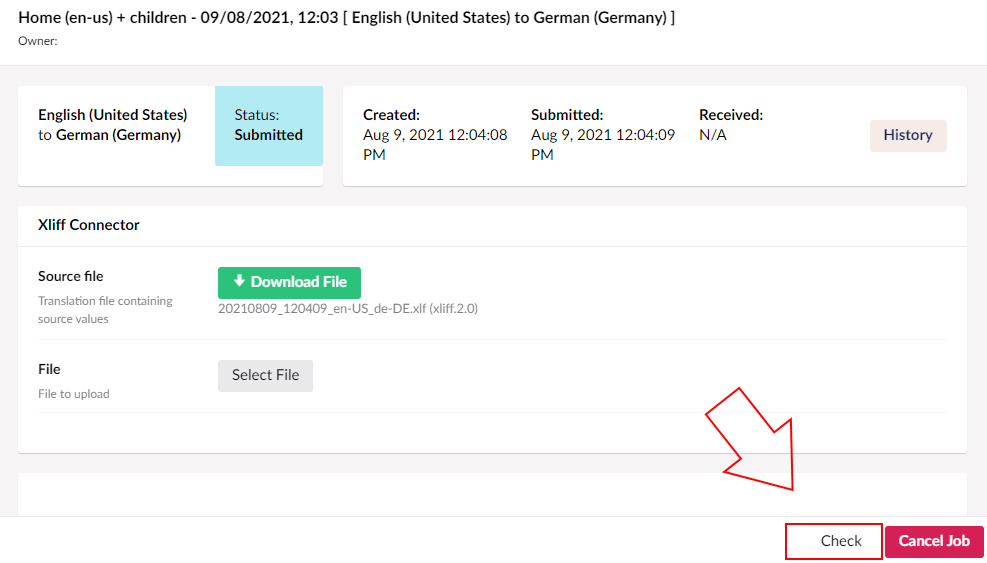 Home (en-us) + children - 09/08/2021, 12:03 [ English (United States) to German (Germany) ]
Owner:
English (United States)
to German (Germany)
Status:
Submitted
Created:
Aug 9, 2021 12:04:08
PM
Submitted:
Aug 9, 2021 12:04:09
PM
Received:
N/A
History
Xliff Connector
Source file
Translation file containing
source values
Download File
20210809_120409_en-US_de-DE.xlf (xliff.2.0)
File
File to upload
Select File
Check
Cancel Job